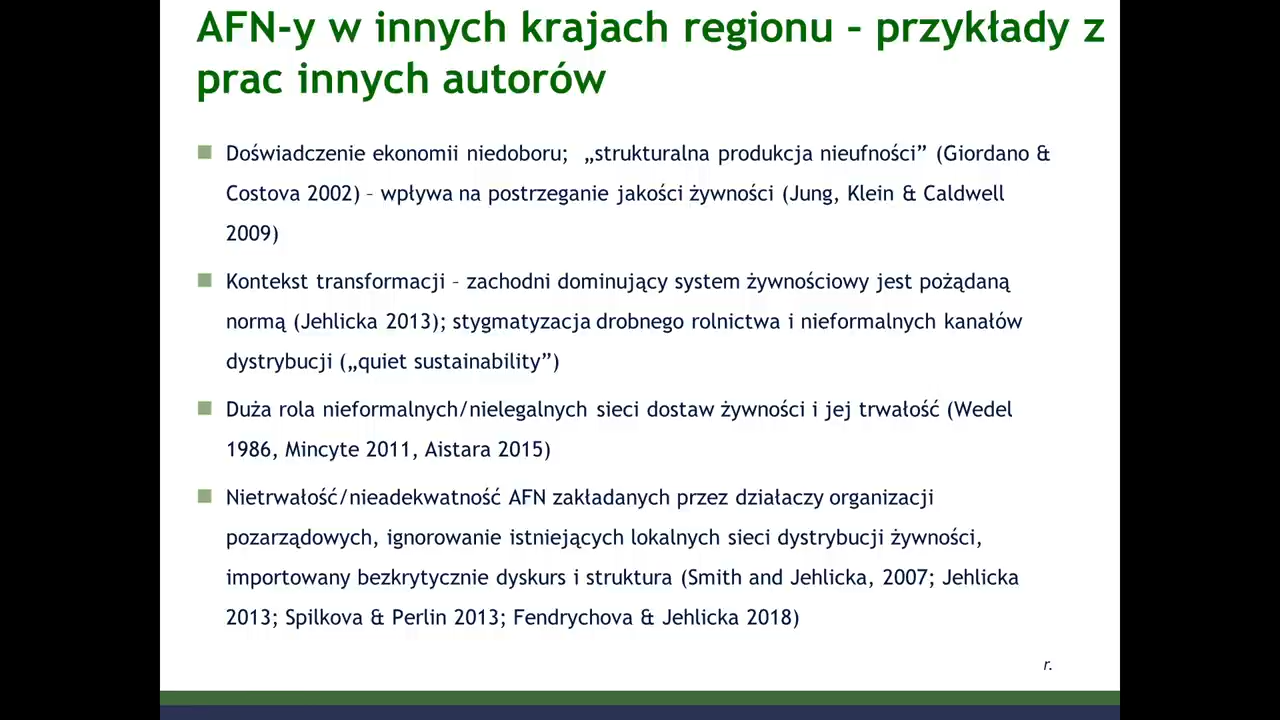 AFN-y w innych krajach regionu – przykłady z
prac innych autorów
Doświadczenie ekonomii niedoboru; „strukturalna produkcja nieufności” (Giordano &
Costova 2002) – wpływa na postrzeganie jakości żywności (Jung, Klein & Caldwell
2009)
Kontekst transformacji – zachodni dominujący system żywnościowy jest pożądaną
normą (Jehlicka 2013); stygmatyzacja drobnego rolnictwa i nieformalnych kanałów
dystrybucji („quiet sustainability”)
Duża rola nieformalnych/nielegalnych sieci dostaw żywności i jej trwałość (Wedel
1986, Mincyte 2011, Aistara 2015)
Nietrwałość/nieadekwatność AFN zakładanych przez działaczy organizacji
pozarządowych, ignorowanie istniejących lokalnych sieci dystrybucji żywności,
importowany bezkrytycznie dyskurs i struktura (Smith and Jehlicka, 2007; Jehlicka
2013; Spilkova & Perlin 2013; Fendrychova & Jehlicka 2018)
r.